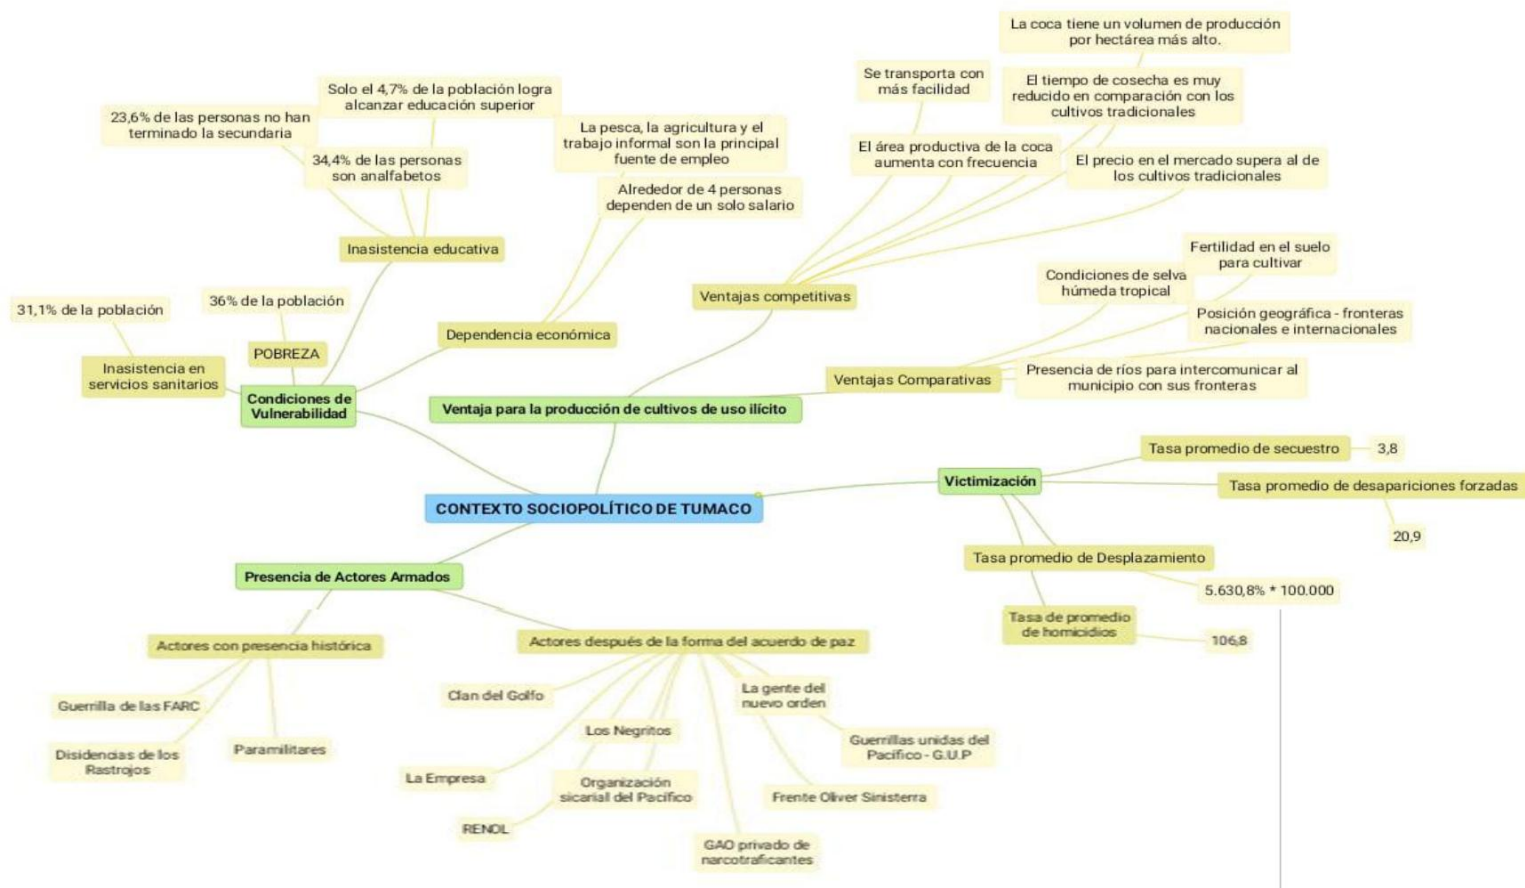 La coca tiene un volumen de producción
por hectárea más alto.
Se transporta con
más facilidad
El tiempo de cosecha es muy
reducido en comparación con los
cultivos tradicionales
Solo el 4,7% de la población logra
alcanzar educación superior
23,6% de las personas no han
terminado la secundaria
La pesca, la agricultura y el
trabajo informal son la principal
fuente de empleo
34,4% de las personas
son analfabetos
El área productiva de la coca
aumenta con frecuencia
El precio en el mercado supera al de
los cultivos tradicionales
Alrededor de 4 personas
dependen de un solo salario
Inasistencia educativa
Fertilidad en el suelo
para cultivar
Condiciones de selva
húmeda tropical
31,1% de la población
36% de la población
Ventajas competitivas
Posición geográfica - fronteras
nacionales e internacionales
Dependencia económica
POBREZA
Inasistencia en
servicios sanitarios
Ventajas Comparativas
Presencia de ríos para intercomunicar al
municipio con sus fronteras
Condiciones de
Vulnerabilidad
Ventaja para la producción de cultivos de uso ilícito
Tasa promedio de secuestro
3,8
Victimización
Tasa promedio de desapariciones forzadas
20,9
CONTEXTO SOCIOPOLÍTICO DE TUMACO
Tasa promedio de Desplazamiento
5.630,8% * 100.000
Presencia de Actores Armados
Tasa de promedio
de homicidios
106,8
Actores con presencia histórica
Actores después de la forma del acuerdo de paz
Guerrilla de las FARC
Disidencias de los
Rastrojos
Paramilitares
Clan del Golfo
La gente del
nuevo orden
Los Negritos
Guerrillas unidas del
Pacífico - G.U.P
La Empresa
Organización
sicarial del Pacífico
Frente Oliver Sinisterra
RENOL
GAO privado de
narcotraficantes